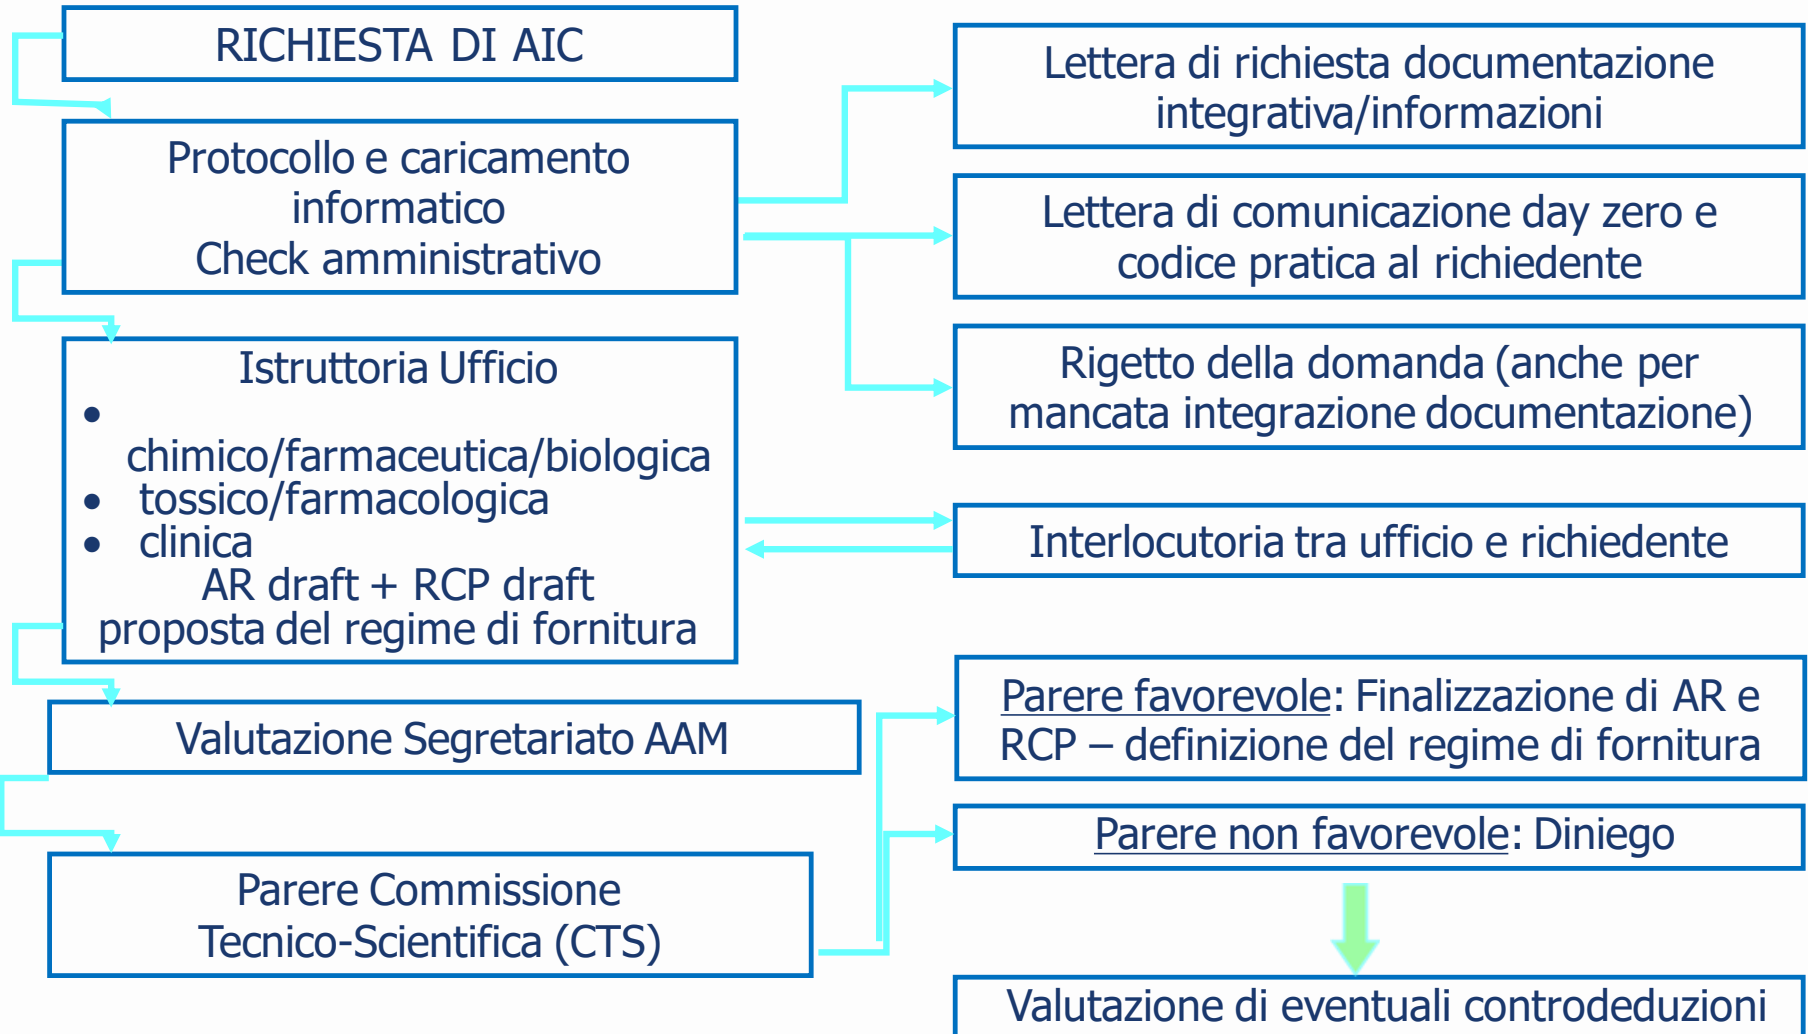 RICHIESTA DI AIC
Protocollo e caricamento
informatico
Check amministrativo
Istruttoria Ufficio
•
chimico/farmaceutica/biologica
• tossico/farmacologica
• clinica
AR draft + RCP draft
proposta del regime di fornitura
Valutazione Segretariato AAM
Parere Commissione
Tecnico-Scientifica (CTS)
Lettera di richiesta documentazione
integrativa/informazioni
Lettera di comunicazione day zero e
codice pratica al richiedente
Rigetto della domanda (anche per
mancata integrazione documentazione)
Interlocutoria tra ufficio e richiedente
Parere favorevole: Finalizzazione di AR e
RCP – definizione del regime di fornitura
Parere non favorevole: Diniego
Valutazione di eventuali controdeduzioni